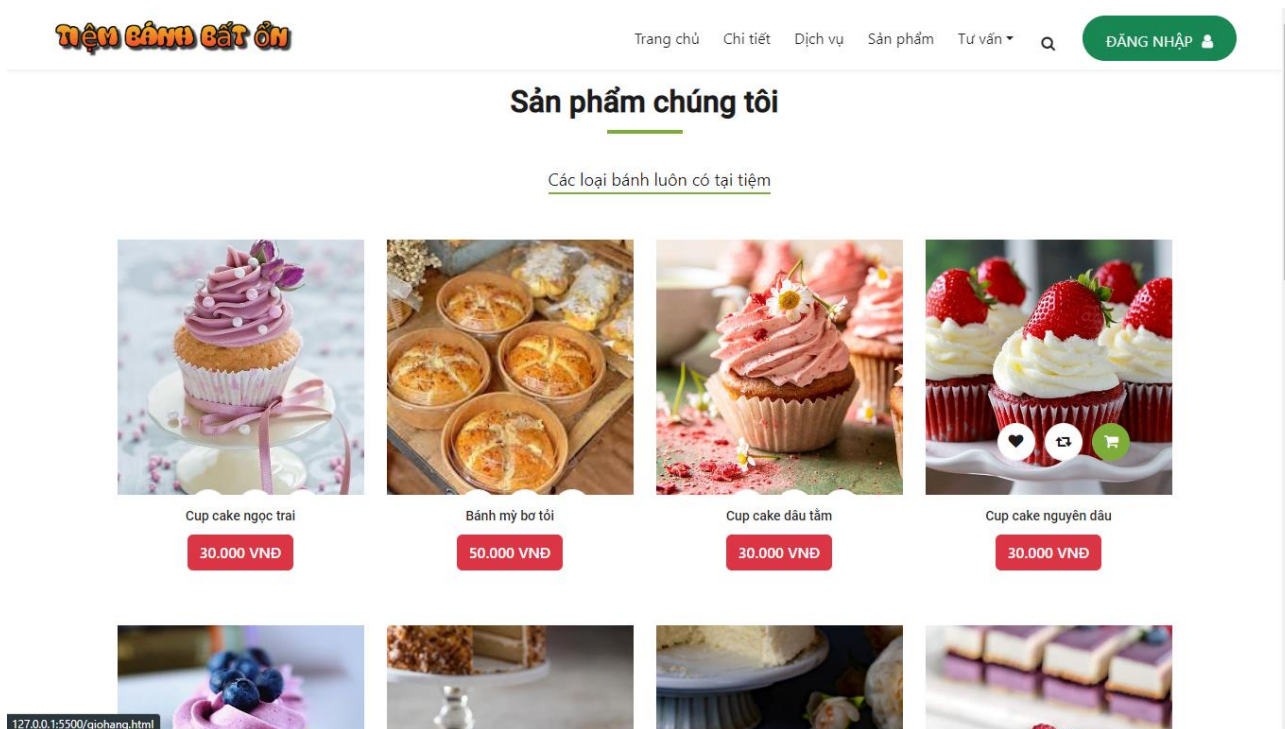 TIỆM BÁNH BẤT ỔN
Trang chủ Chi tiết Dịch vụ Sản phẩm Tư vấn ĐĂNG NHẬP
Sản phẩm chúng tôi
Các loại bánh luôn có tại tiệm
Cup cake ngọc trai Bánh mỳ bơ tỏi Cup cake dâu tằm Cup cake nguyên dâu
30.000 VNĐ 50.000 VNĐ 30.000 VNĐ 30.000 VNĐ
127.0.0.1:5500/giohang.html